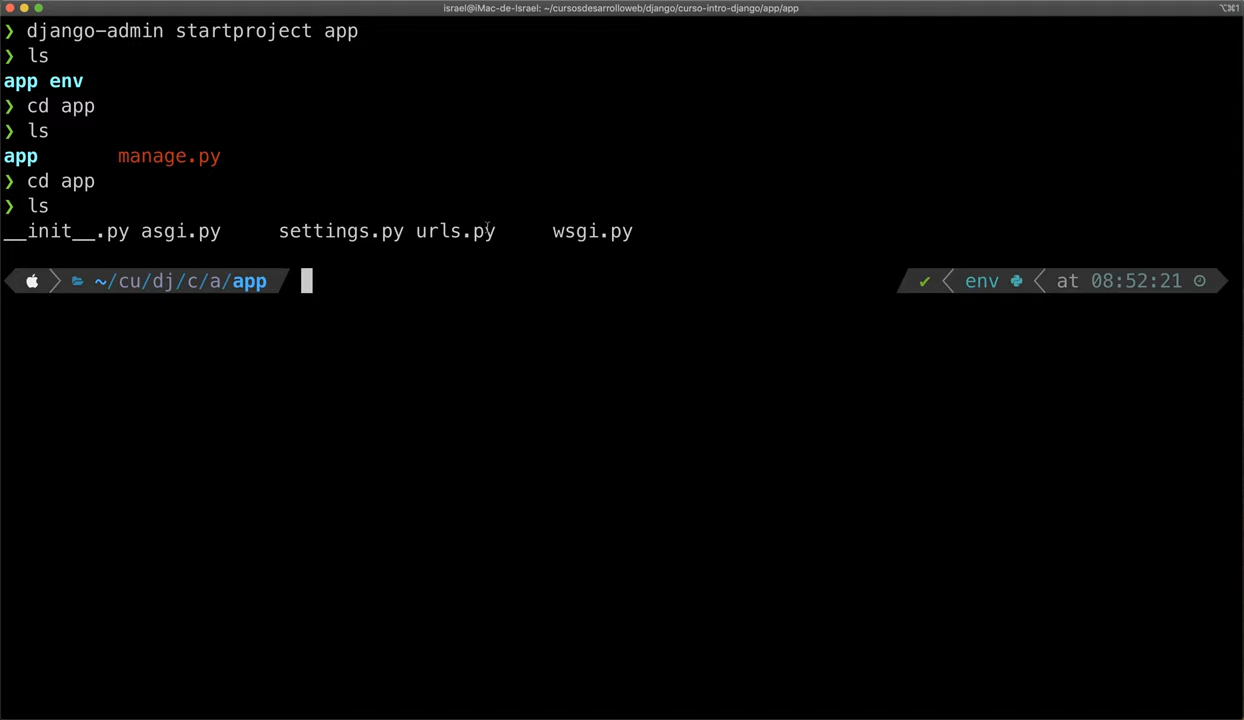 israel@iMac-de-Israel: ~/cursosdesarrolloweb/django/curso-intro-django/app/app
⌥⌘1
❯ django-admin startproject app
❯ ls
app env
❯ cd app
❯ ls
app manage.py
❯ cd app
❯ ls
__init__.py asgi.py settings.py urls.py wsgi.py
~/cu/dj/c/a/app ✔ env at 08:52:21